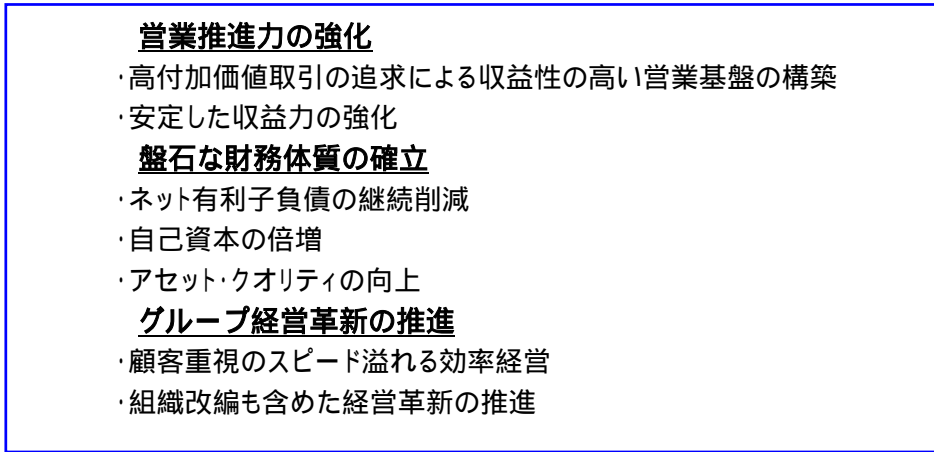 営業推進力の強化
･高付加価値取引の追求による収益性の高い営業基盤の構築
･安定した収益力の強化
盤石な財務体質の確立
･ネット有利子負債の継続削減
･自己資本の倍増
･アセット･クオリティの向上
グループ経営革新の推進
･顧客重視のスピード溢れる効率経営
･組織改編も含めた経営革新の推進